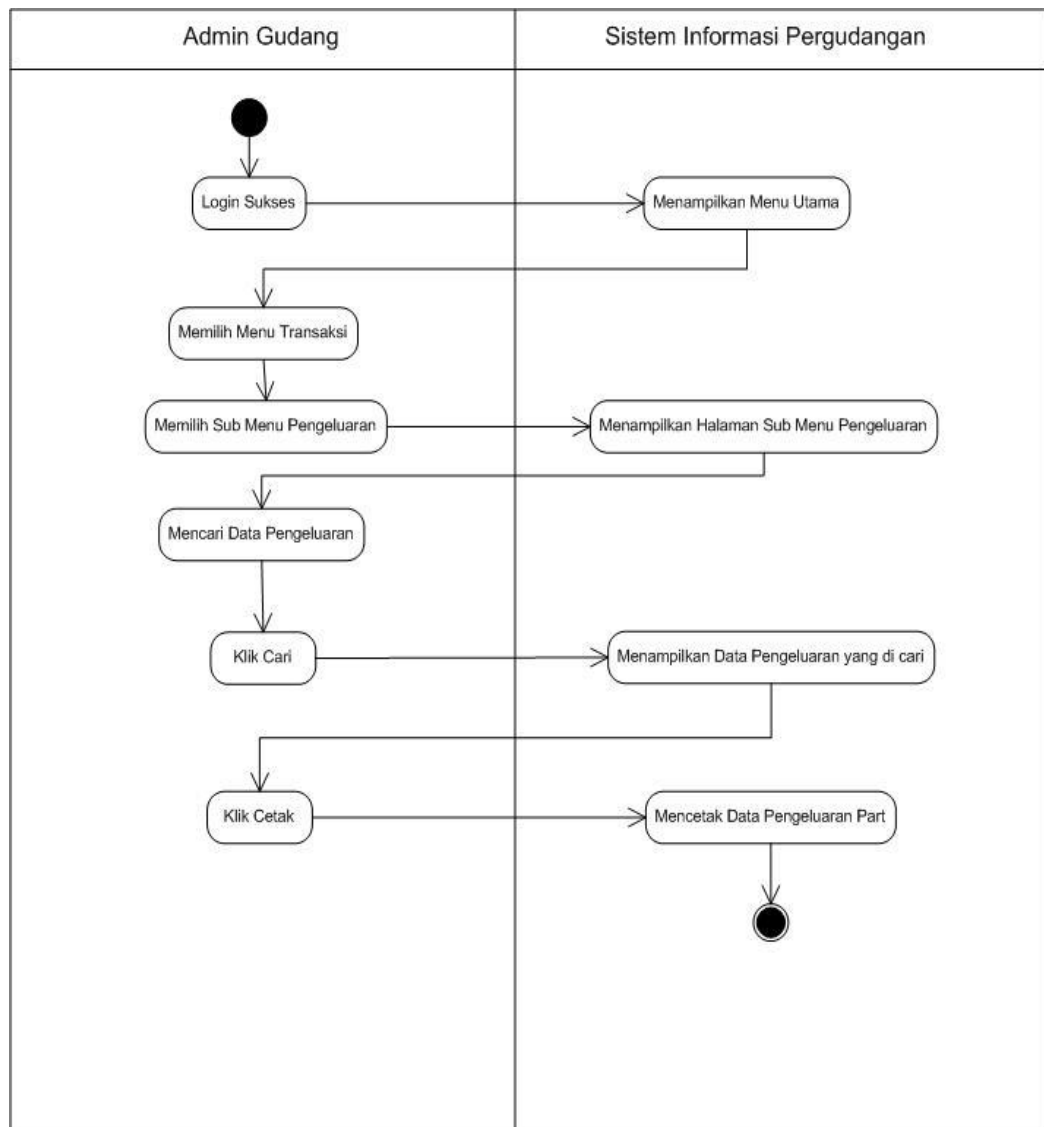 Admin Gudang
Sistem Informasi Pergudangan
Login Sukses
Menampilkan Menu Utama
Memilih Menu Transaksi
Memilih Sub Menu Pengeluaran
Menampilkan Halaman Sub Menu Pengeluaran
Mencari Data Pengeluaran
Klik Cari
Menampilkan Data Pengeluaran yang di cari
Klik Cetak
Mencetak Data Pengeluaran Part